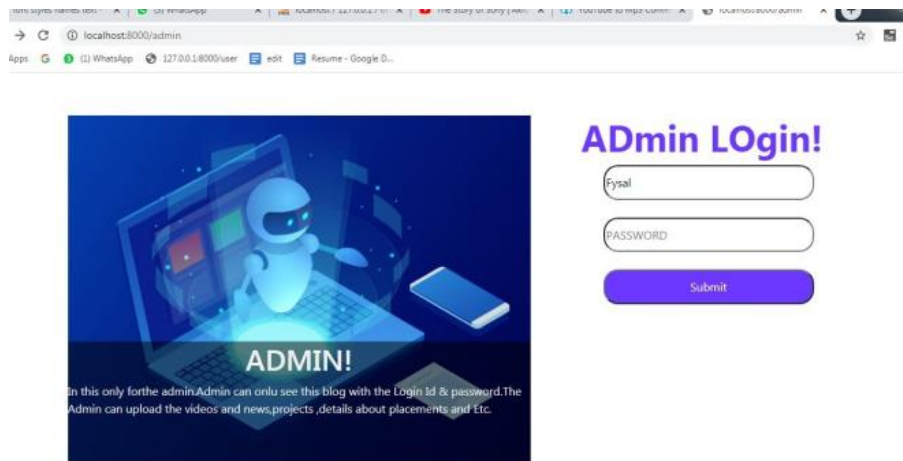 (3) WhatsApp
localhost:8000/admin
Apps (1) WhatsApp 127.0.0.1:8000/user edit Resume - Google D...
ADmin LOgin!
Fysal
PASSWORD
Submit
ADMIN!
In this only forthe admin.Admin can onlu see this blog with the Login Id & password.The
Admin can upload the videos and news,projects ,details about placements and Etc.